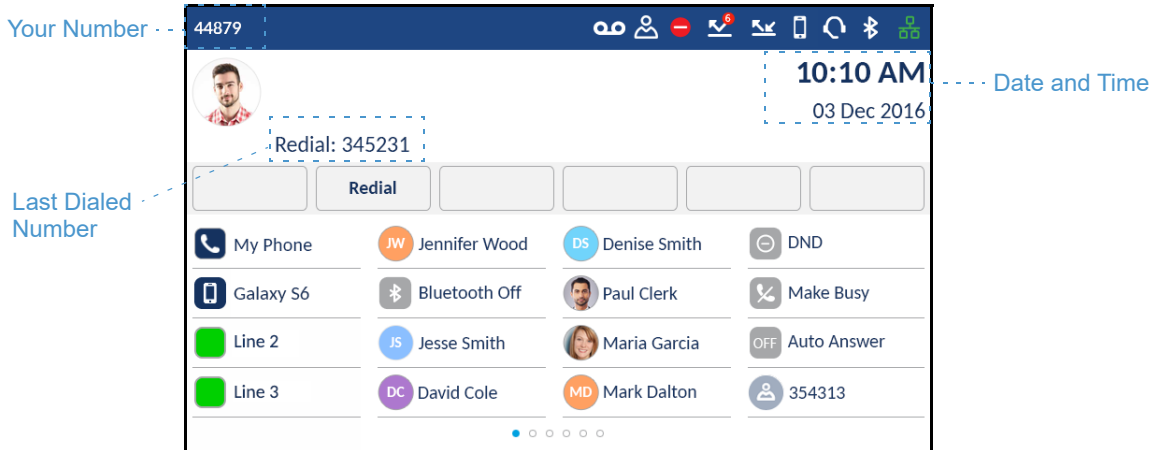 Your Number
44879
6
10:10 AM
03 Dec 2016
Date and Time
Redial: 345231
Last Dialed
Number
Redial
My Phone
JW Jennifer Wood
DS Denise Smith
DND
Galaxy S6
Bluetooth Off
Paul Clerk
Make Busy
Line 2
JS Jesse Smith
Maria Garcia
OFF Auto Answer
Line 3
DC David Cole
MD Mark Dalton
354313